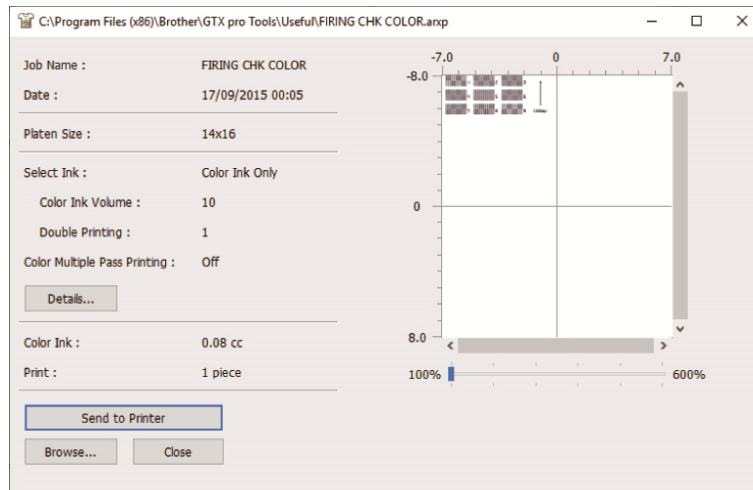 C:\Program Files (x86)\Brother\GTX pro Tools\Useful\FIRING CHK COLOR.arxp
Job Name : FIRING CHK COLOR
Date : 17/09/2015 00:05
Platen Size : 14x16
Select Ink : Color Ink Only
Color Ink Volume : 10
Double Printing : 1
Color Multiple Pass Printing : Off
Details...
Color Ink : 0.08 cc
Print : 1 piece
Send to Printer
Browse... Close
-7.0 0 7.0
-8.0
0
8.0
100% 600%